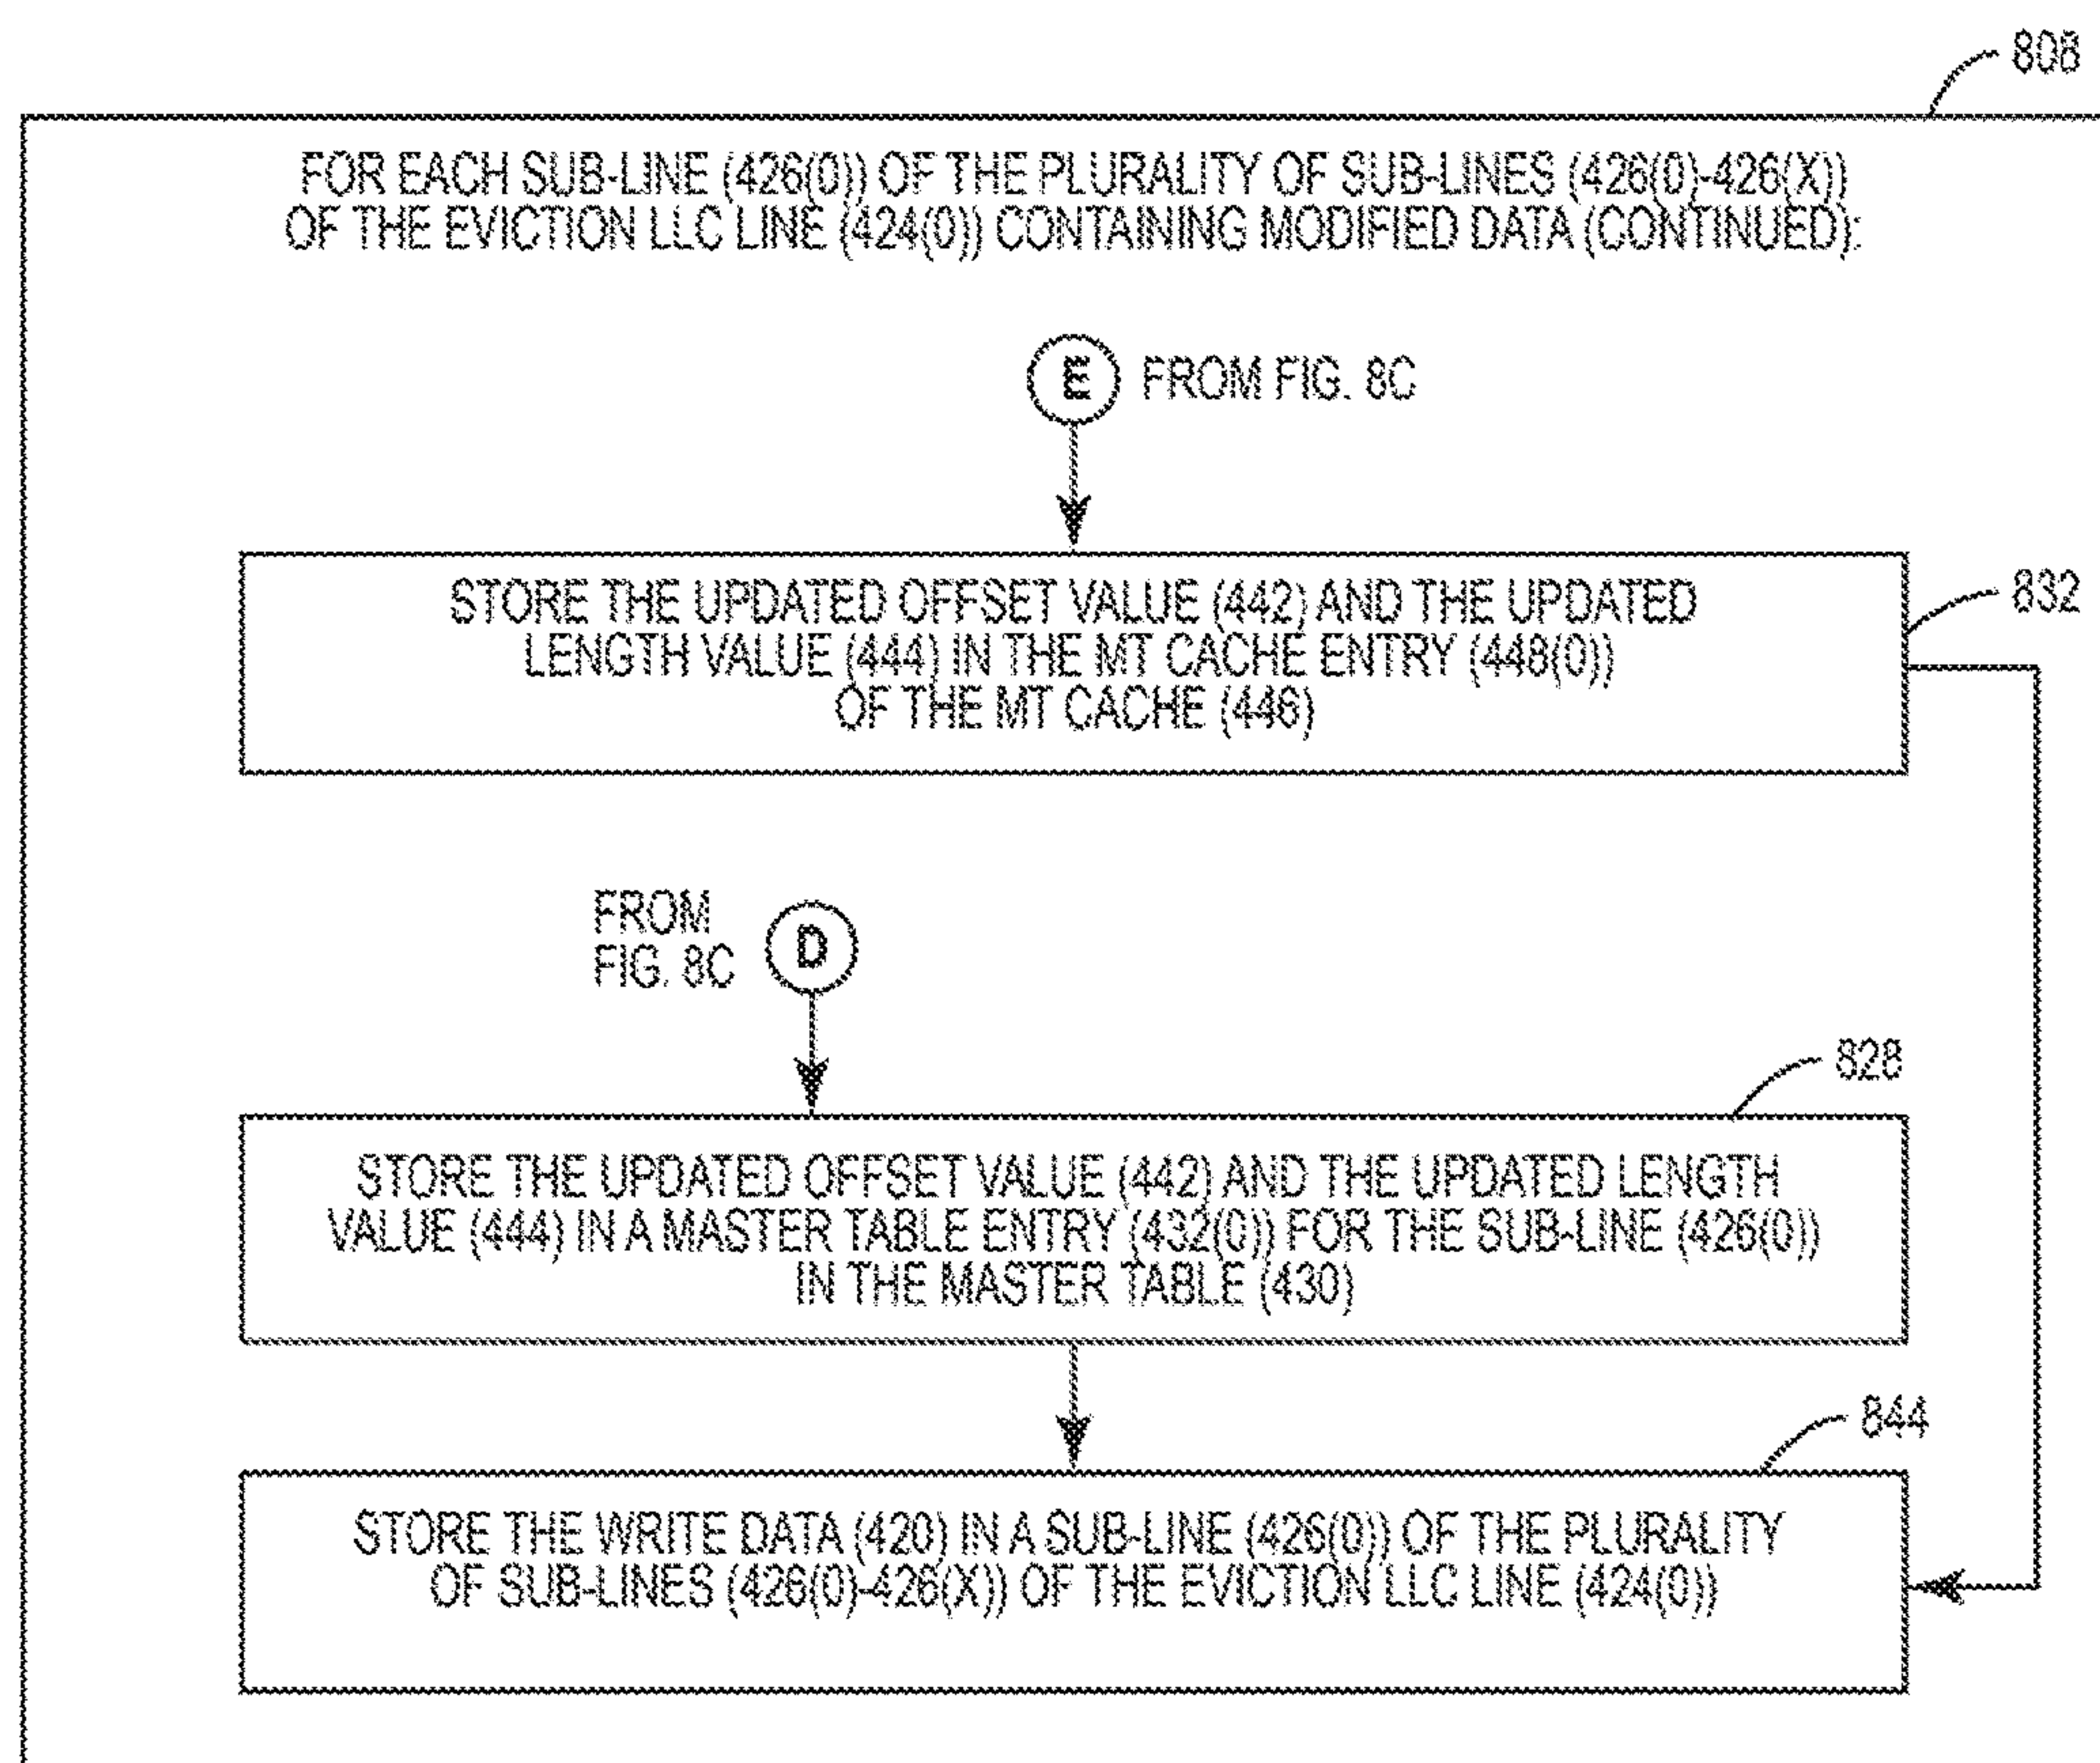 808
FOR EACH SUB-LINE (426(0)) OF THE PLURALITY OF SUB-LINES (426(0)-426(X))
OF THE EVICTION LLC LINE (424(0)) CONTAINING MODIFIED DATA (CONTINUED):
E FROM FIG. 8C
STORE THE UPDATED OFFSET VALUE (442) AND THE UPDATED
LENGTH VALUE (444) IN THE MT CACHE ENTRY (448(0))
OF THE MT CACHE (446)
832
FROM
FIG. 8C
D
828
STORE THE UPDATED OFFSET VALUE (442) AND THE UPDATED LENGTH
VALUE (444) IN A MASTER TABLE ENTRY (432(0)) FOR THE SUB-LINE (426(0))
IN THE MASTER TABLE (430)
844
STORE THE WRITE DATA (420) IN A SUB-LINE (426(0)) OF THE PLURALITY
OF SUB-LINES (426(0)-426(X)) OF THE EVICTION LLC LINE (424(0))